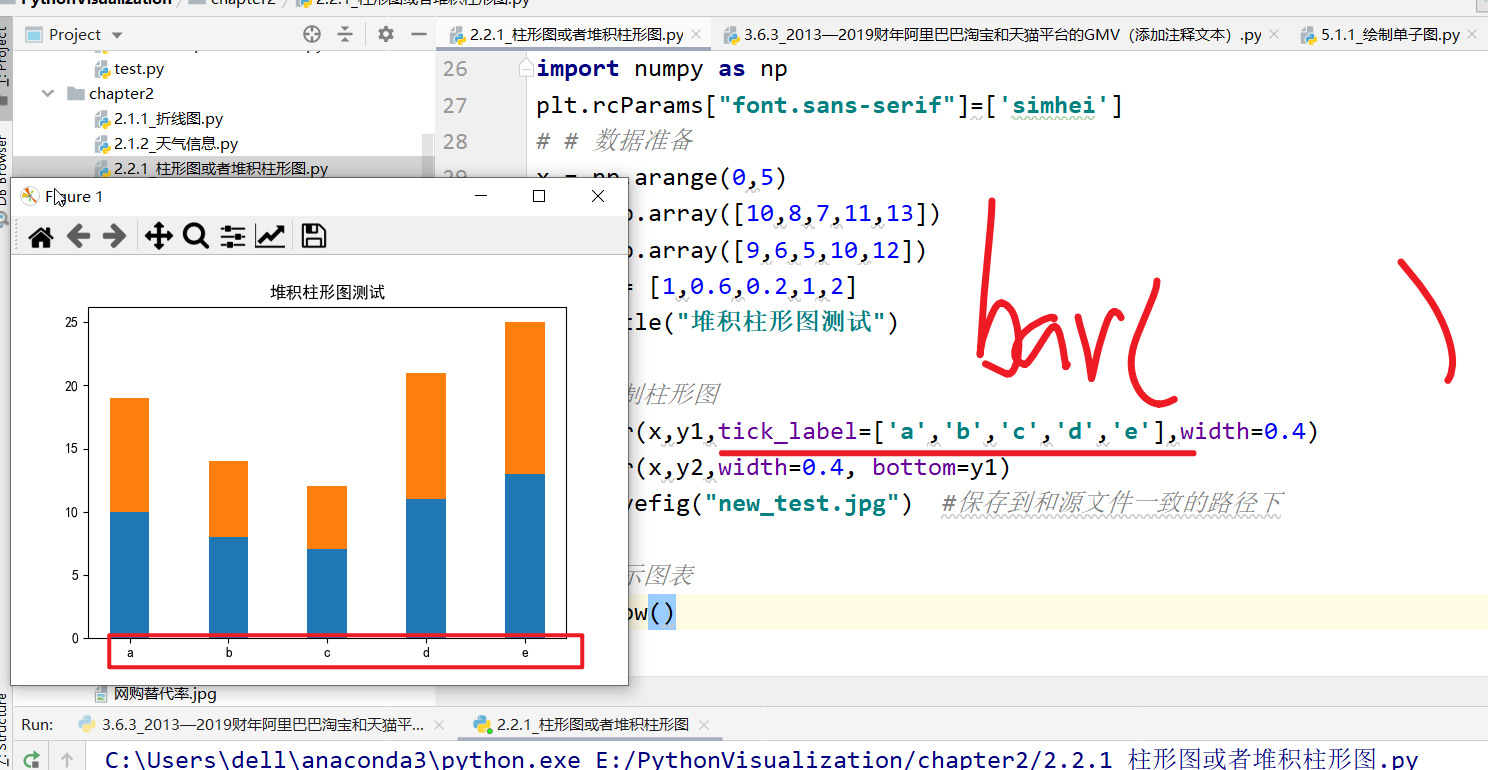 PythonVisualization
chapter2
2.2.1_柱形图或者堆积柱形图.py
1: Project
Project
2.2.1_柱形图或者堆积柱形图.py
3.6.3_2013—2019财年阿里巴巴淘宝和天猫平台的GMV（添加注释文本）.py
5.1.1_绘制单子图.py
test.py
chapter2
2.1.1_折线图.py
2.1.2_天气信息.py
2.2.1_柱形图或者堆积柱形图.py
DB Browser
26 import numpy as np
27 plt.rcParams["font.sans-serif"]=['simhei']
28 # # 数据准备
29 x = np.arange(0,5)
.array([10,8,7,11,13])
.array([9,6,5,10,12])
= [1,0.6,0.2,1,2]
tle("堆积柱形图测试")
制柱形图
r(x,y1,tick_label=['a','b','c','d','e'],width=0.4)
r(x,y2,width=0.4, bottom=y1)
vefig("new_test.jpg") #保存到和源文件一致的路径下
示图表
ow()
bar( )
Figure 1
堆积柱形图测试
25
20
15
10
5
0
a b c d e
网购替代率.jpg
Z: Structure
Run:
3.6.3_2013—2019财年阿里巴巴淘宝和天猫平...
2.2.1_柱形图或者堆积柱形图
C:\Users\dell\anaconda3\python.exe E:/PythonVisualization/chapter2/2.2.1_柱形图或者堆积柱形图.py